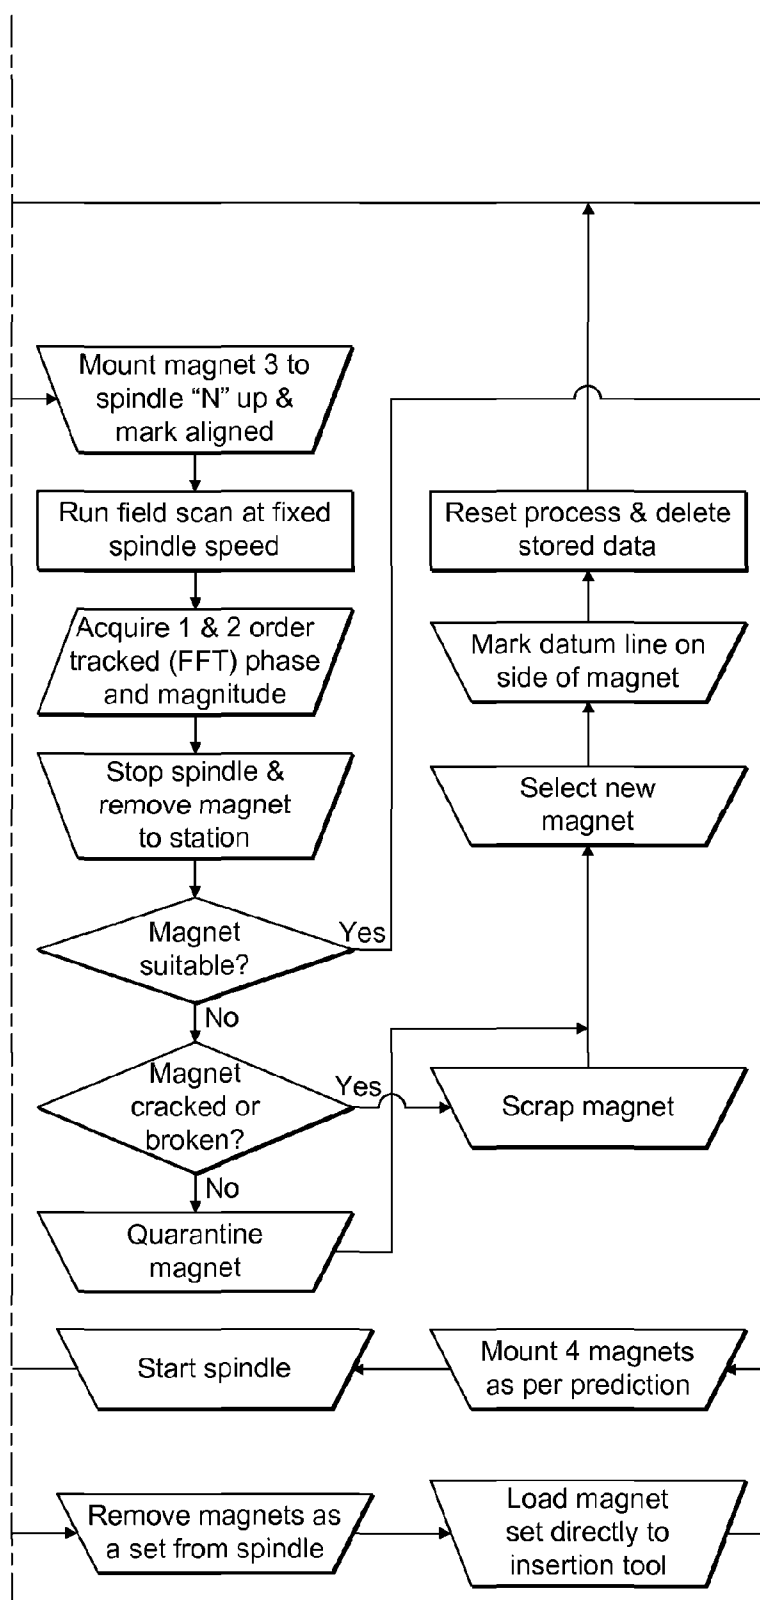 Mount magnet 3 to
spindle “N” up &
mark aligned
Run field scan at fixed
spindle speed
Acquire 1 & 2 order
tracked (FFT) phase
and magnitude
Stop spindle &
remove magnet
to station
Magnet
suitable?
Yes
No
Magnet
cracked or
broken?
Yes
No
Quarantine
magnet
Reset process & delete
stored data
Mark datum line on
side of magnet
Select new
magnet
Scrap magnet
Start spindle
Mount 4 magnets
as per prediction
Remove magnets as
a set from spindle
Load magnet
set directly to
insertion tool